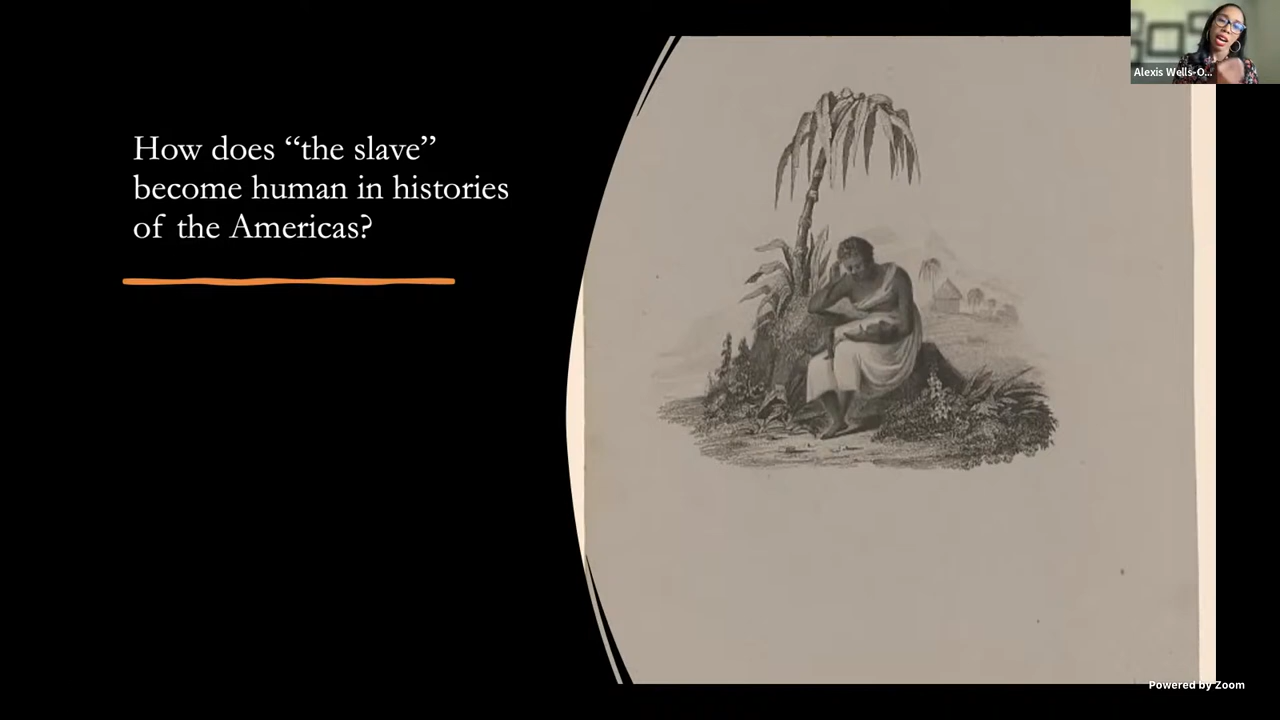 How does “the slave”
become human in histories
of the Americas?
Alexis Wells-O...
Powered by Zoom